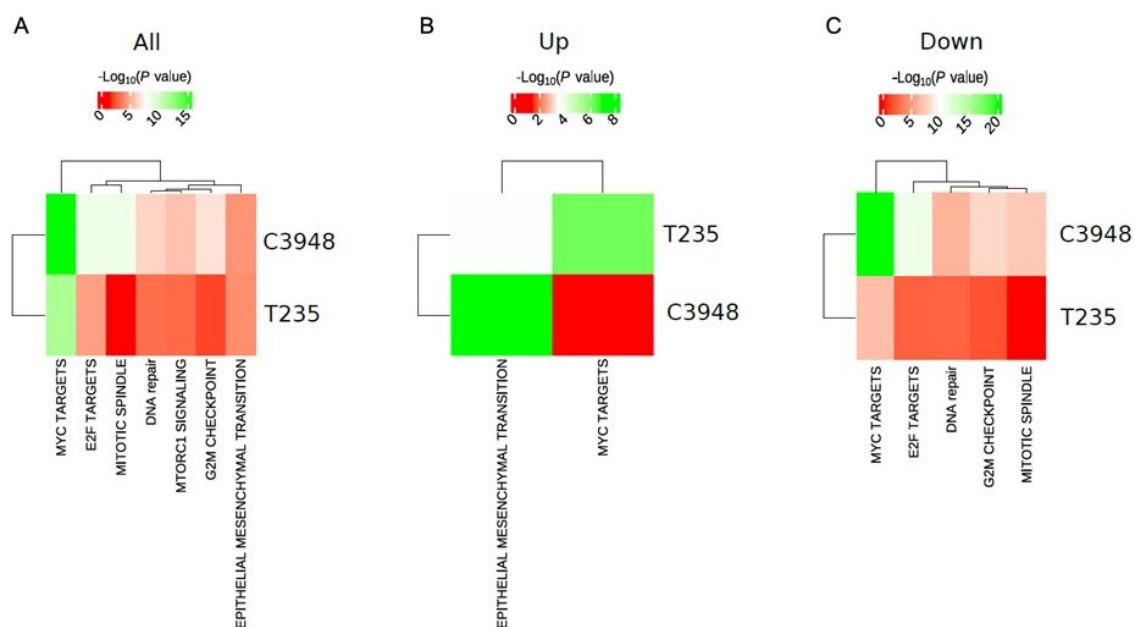 A
All
-Log10(P value)
0 5 10 15
C3948
T235
MYC TARGETS
E2F TARGETS
MITOTIC SPINDLE
DNA repair
MTORC1 SIGNALING
G2M CHECKPOINT
EPITHELIAL MESENCHYMAL TRANSITION
B
Up
-Log10(P value)
0 2 4 6 8
T235
C3948
EPITHELIAL MESENCHYMAL TRANSITION
MYC TARGETS
C
Down
-Log10(P value)
0 5 10 15 20
C3948
T235
MYC TARGETS
E2F TARGETS
DNA repair
G2M CHECKPOINT
MITOTIC SPINDLE